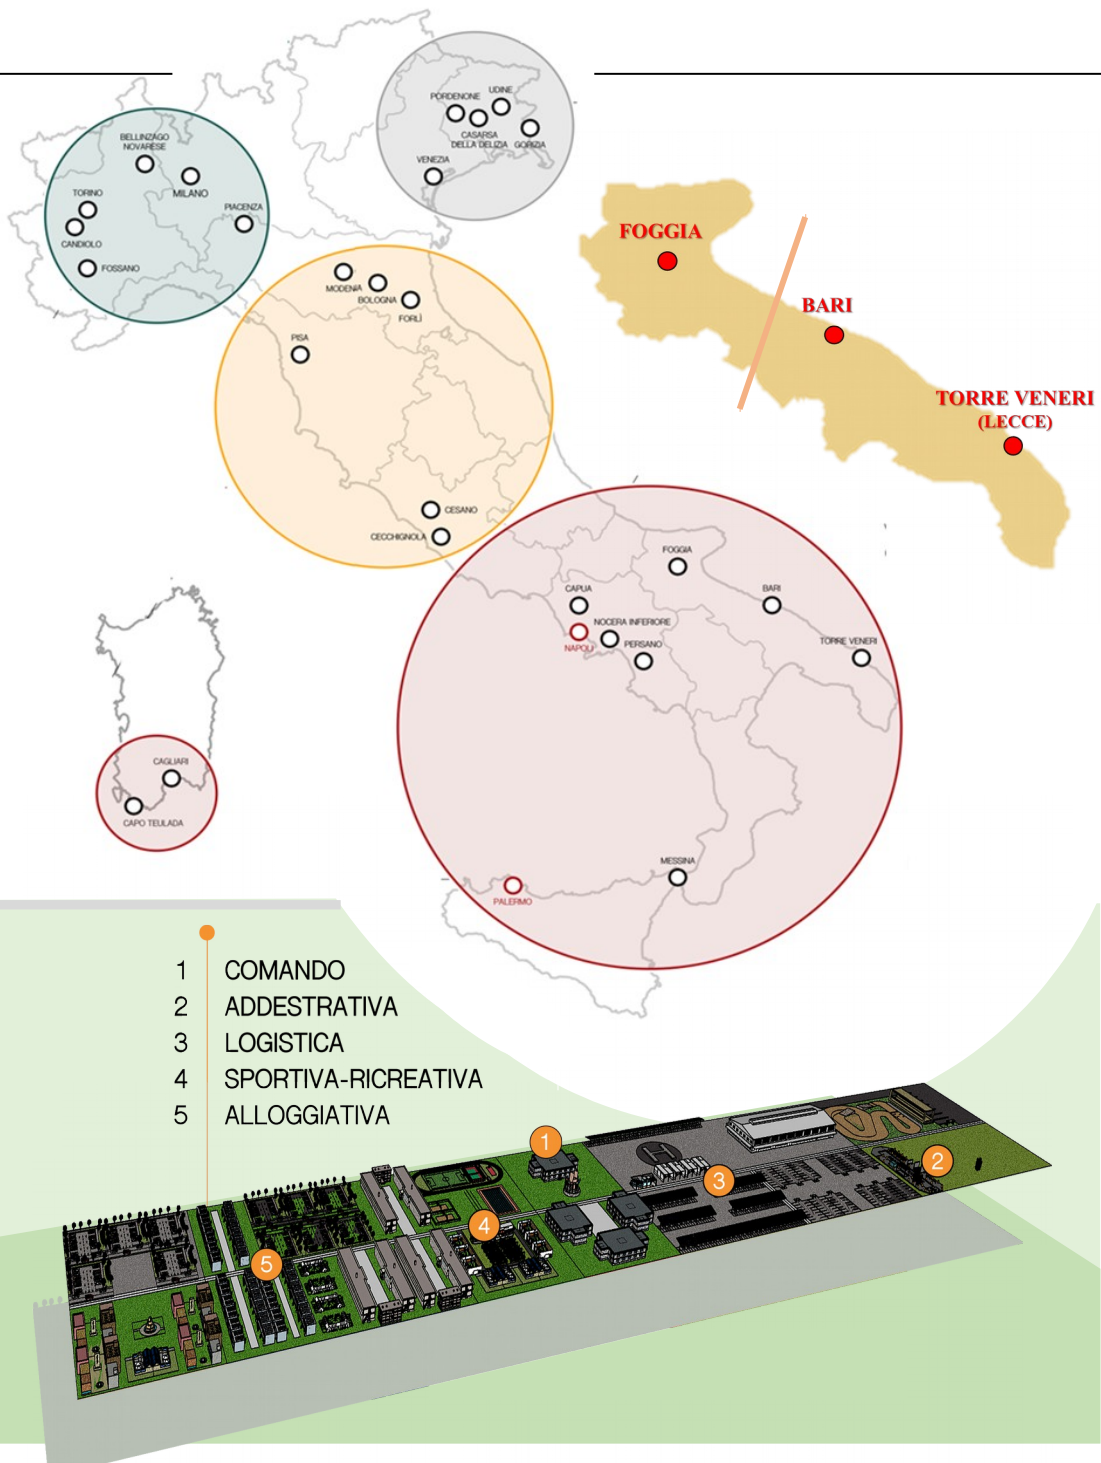 PORDENONE
UDINE
CASARSA
DELLA DELIZIA
GORIZIA
VENEZIA
BELLINZAGO
NOVARESE
MILANO
TORINO
PIACENZA
CANDIOLO
FOSSANO
MODENA
BOLOGNA
FORLÌ
PISA
CESANO
CECCHIGNOLA
FOGGIA
BARI
TORRE VENERI
(LECCE)
FOGGIA
CAPUA
BARI
NOCERA INFERIORE
NAPOLI
PERSANO
TORRE VENERI
MESSINA
PALERMO
CAGLIARI
CAPO TEULADA
1 COMANDO
2 ADDESTRATIVA
3 LOGISTICA
4 SPORTIVA-RICREATIVA
5 ALLOGGIATIVA
1
2
3
4
5
H